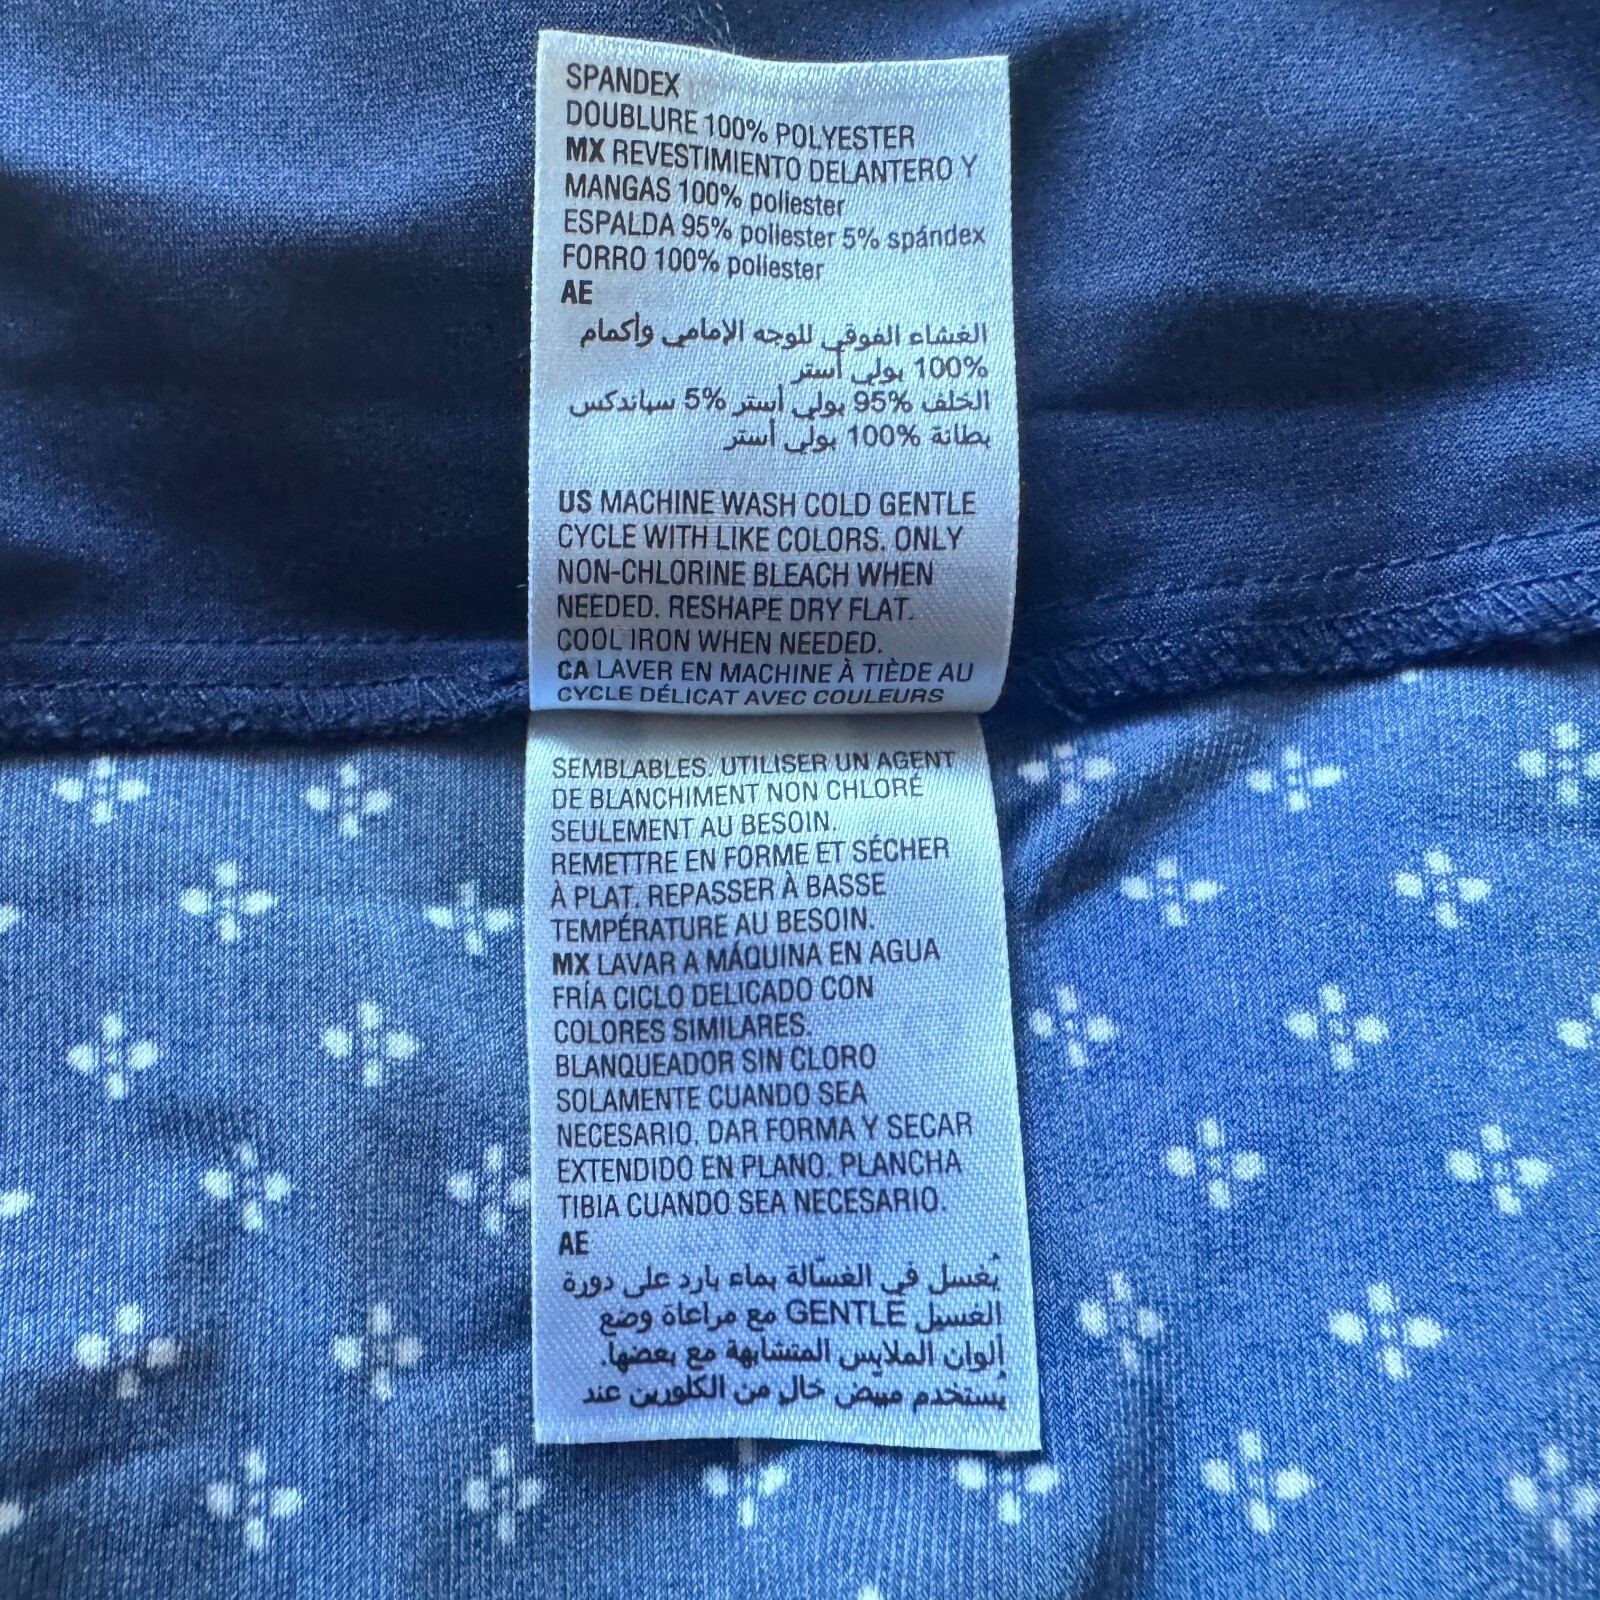 SPANDEX
DOUBLURE 100% POLYESTER
MX REVESTIMIENTO DELANTERO Y
MANGAS 100% poliester
ESPALDA 95% poliester 5% spándex
FORRO 100% poliester
AE
الغشاء الفوقي للوجه الإمامي وأكمام
100% بولي أستر
الخلف 95% بولي أستر 5% سباندكس
بطانة 100% بولي أستر
US MACHINE WASH COLD GENTLE
CYCLE WITH LIKE COLORS. ONLY
NON-CHLORINE BLEACH WHEN
NEEDED. RESHAPE DRY FLAT.
COOL IRON WHEN NEEDED.
CA LAVER EN MACHINE À TIÈDE AU
CYCLE DÉLICAT AVEC COULEURS
SEMBLABLES. UTILISER UN AGENT
DE BLANCHIMENT NON CHLORÉ
SEULEMENT AU BESOIN.
REMETTRE EN FORME ET SÉCHER
À PLAT. REPASSER À BASSE
TEMPÉRATURE AU BESOIN.
MX LAVAR A MÁQUINA EN AGUA
FRÍA CICLO DELICADO CON
COLORES SIMILARES.
BLANQUEADOR SIN CLORO
SOLAMENTE CUANDO SEA
NECESARIO. DAR FORMA Y SECAR
EXTENDIDO EN PLANO. PLANCHA
TIBIA CUANDO SEA NECESARIO.
AE
يُغسل في الغسّالة بماء بارد على دورة
الغسيل GENTLE مع مراعاة وضع
ألوان الملابس المتشابهة مع بعضها.
يُستخدم مبيض خالٍ من الكلورين عند